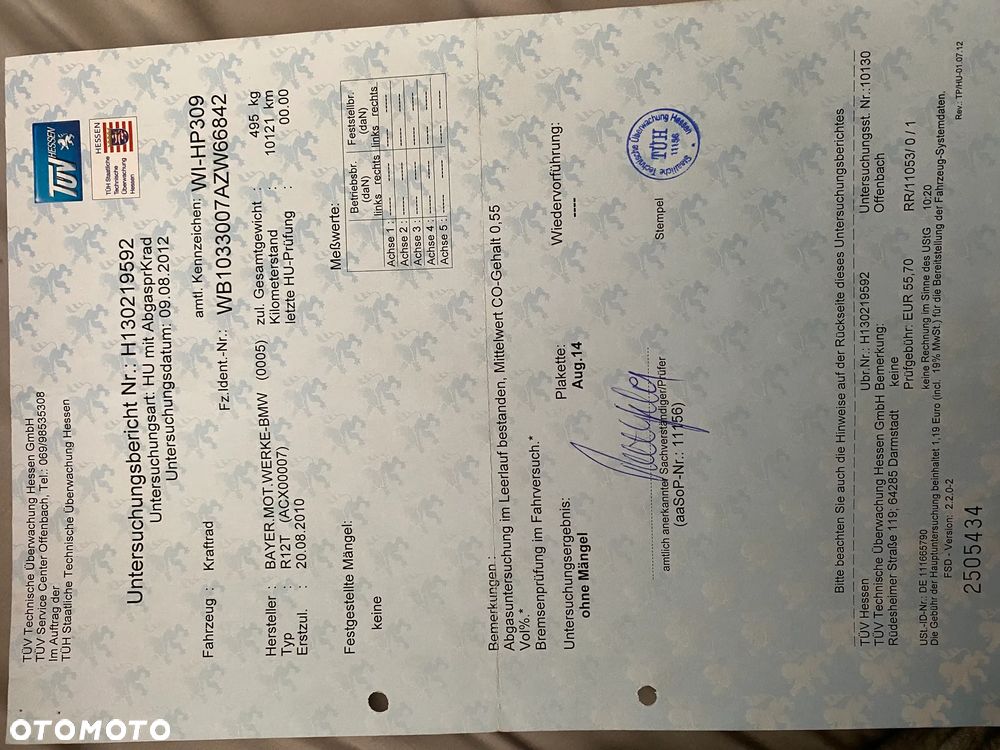 TÜV Technische Überwachung Hessen GmbH
TÜV Service Center Offenbach, Tel.: 069/98535308
Im Auftrag der
TÜH Staatliche Technische Überwachung Hessen
TÜV HESSEN
HESSEN
TÜH Staatliche
Technische
Überwachung
Hessen
Untersuchungsbericht Nr.: H130219592
Untersuchungsart: HU mit AbgasprKrad
Untersuchungsdatum: 09.08.2012
Fahrzeug : Kraftrad
amtl. Kennzeichen: WI-HP309
Fz.Ident.-Nr.: WB10333007AZW66842
Hersteller : BAYER.MOT.WERKE-BMW (0005)
zul. Gesamtgewicht : 495 kg
Typ : R12T (ACX00007)
Kilometerstand : 10121 km
Erstzul. : 20.08.2010
letzte HU-Prüfung : 00.00
Festgestellte Mängel:
keine
Meßwerte:
Betriebsbr. Feststellbr.
(daN) (daN)
links rechts links rechts
Achse 1 : ---- ---- ---- ----
Achse 2 : ---- ---- ---- ----
Achse 3 : ---- ---- ---- ----
Achse 4 : ---- ---- ---- ----
Achse 5 : ---- ---- ---- ----
Bemerkungen :
Abgasuntersuchung im Leerlauf bestanden, Mittelwert CO-Gehalt 0,55
Vol%.*
Bremsenprüfung im Fahrversuch.*
Untersuchungsergebnis:
ohne Mängel
Plakette:
Aug.14
Wiedervorführung:
----
amtlich anerkannter Sachverständiger/Prüfer
(aaSoP-Nr.: 11156)
Stempel
Technische Überwachung Hessen
TÜH
11156
Staatliche
Bitte beachten Sie auch die Hinweise auf der Rückseite dieses Untersuchungsberichtes
TÜV Hessen
TÜV Technische Überwachung Hessen GmbH
Rüdesheimer Straße 119; 64285 Darmstadt
Ubr.Nr.: H130219592
Bemerkung:
keine
Untersuchungsst. Nr.:10130
Offenbach
Prüfgebühr: EUR 55,70
RR/11053/ 0 / 1
USt.-ID-Nr.: DE 111665790
keine Rechnung im Sinne des UStG
10:20
Die Gebühr der Hauptuntersuchung beinhaltet 1,19 Euro (incl. 19% MwSt.) für die Bereitstellung der Fahrzeug-Systemdaten.
FSD - Version: 2.2.0-2
Rev.: TP/HU-01.07.12
2505434
OTOMOTO